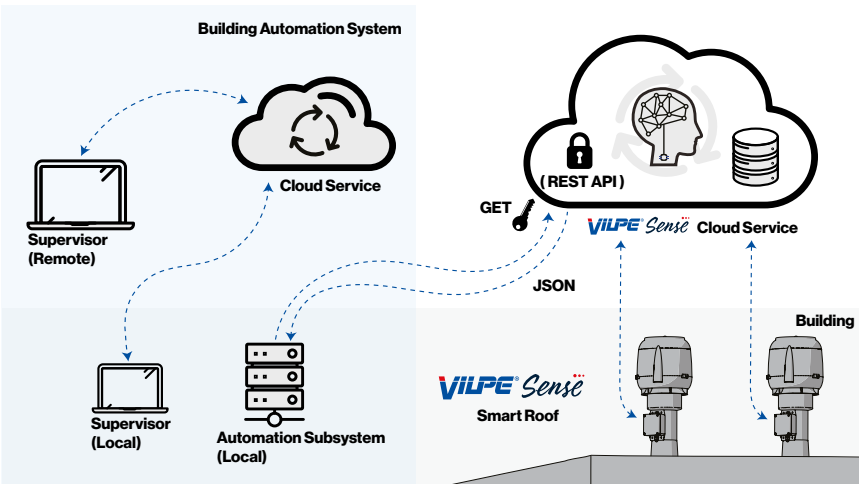 Building Automation System
Cloud Service
Supervisor
(Remote)
( REST API )
GET
VILPE® Sense Cloud Service
JSON
Building
VILPE® Sense
Smart Roof
Supervisor
(Local)
Automation Subsystem
(Local)